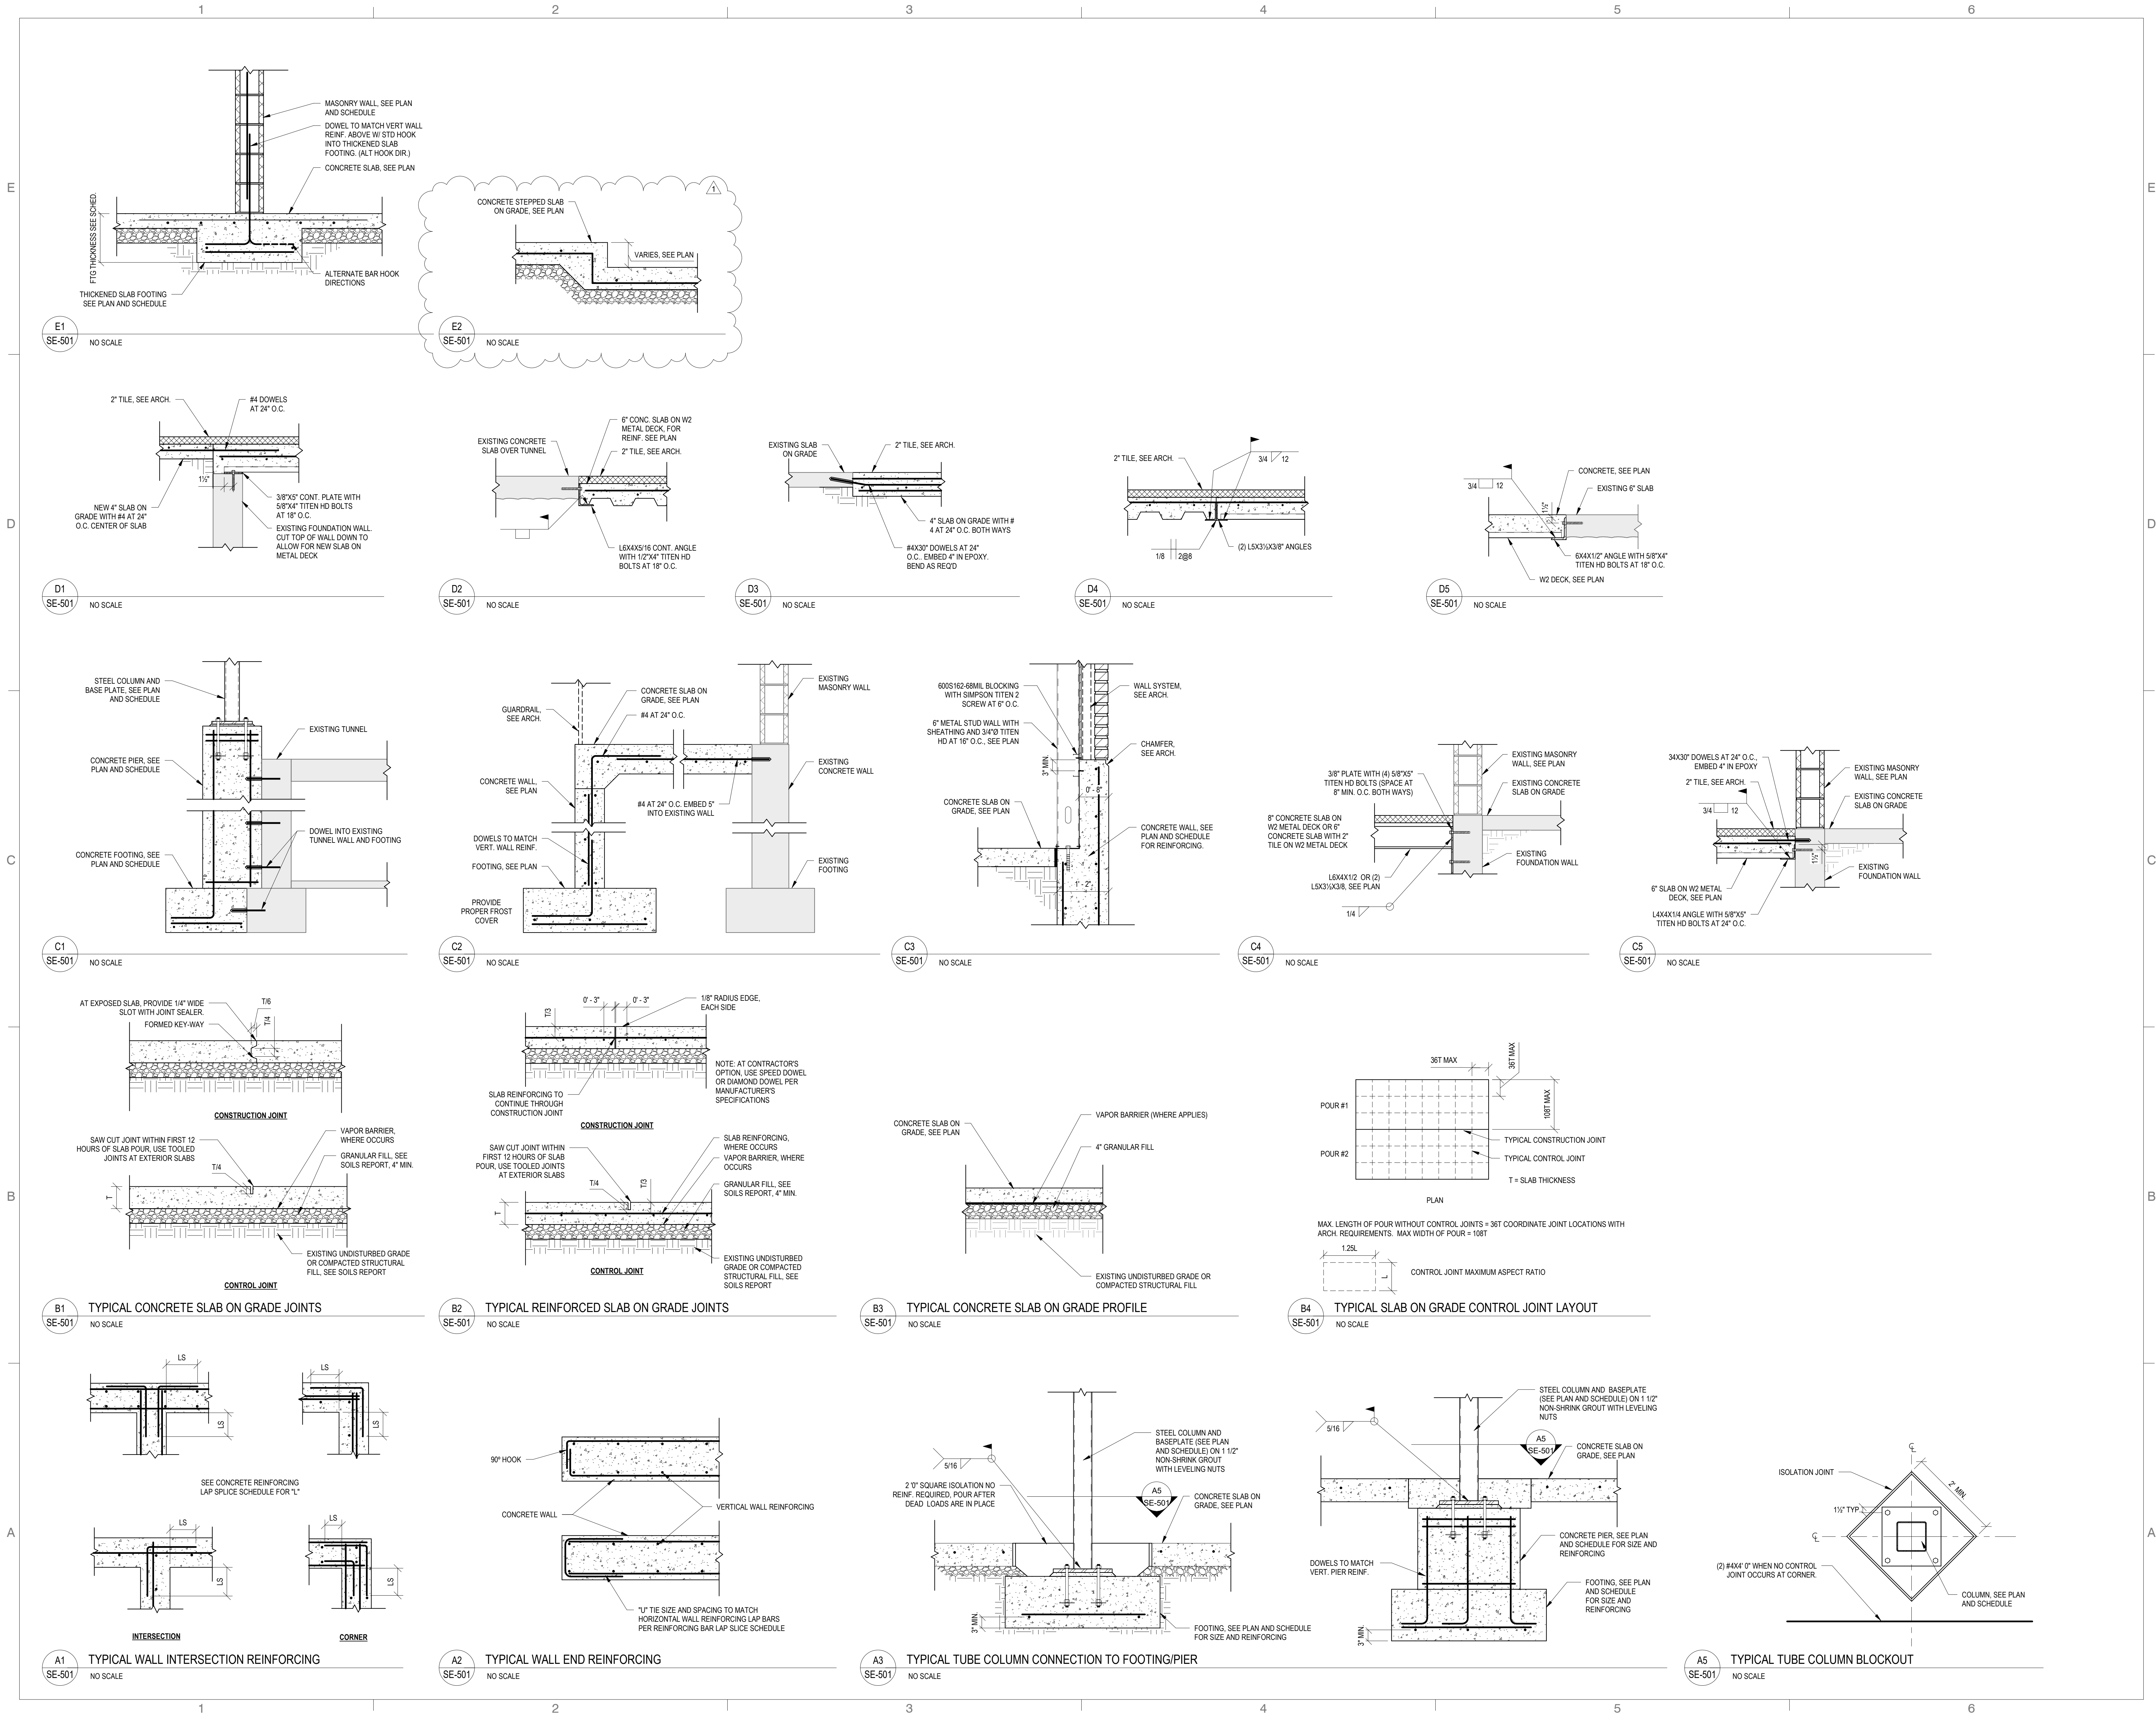 1
2
3
4
5
6
E
E
D
D
C
C
B
B
A
A
MASONRY WALL, SEE PLAN
AND SCHEDULE
DOWEL TO MATCH VERT WALL
REINF. ABOVE W/ STD HOOK
INTO THICKENED SLAB
FOOTING. (ALT HOOK DIR.)
CONCRETE SLAB, SEE PLAN
FTG THICKNESS SEE SCHED.
ALTERNATE BAR HOOK
DIRECTIONS
THICKENED SLAB FOOTING
SEE PLAN AND SCHEDULE
E1
SE-501
NO SCALE
1
CONCRETE STEPPED SLAB
ON GRADE, SEE PLAN
VARIES, SEE PLAN
E2
SE-501
NO SCALE
2" TILE, SEE ARCH.
#4 DOWELS
AT 24" O.C.
1½"
NEW 4" SLAB ON
GRADE WITH #4 AT 24"
O.C. CENTER OF SLAB
3/8"X5" CONT. PLATE WITH
5/8"X4" TITEN HD BOLTS
AT 18" O.C.
EXISTING FOUNDATION WALL.
CUT TOP OF WALL DOWN TO
ALLOW FOR NEW SLAB ON
METAL DECK
D1
SE-501
NO SCALE
6" CONC. SLAB ON W2
METAL DECK, FOR
REINF. SEE PLAN
EXISTING CONCRETE
SLAB OVER TUNNEL
2" TILE, SEE ARCH.
L6X4X5/16 CONT. ANGLE
WITH 1/2"X4" TITEN HD
BOLTS AT 18" O.C.
D2
SE-501
NO SCALE
EXISTING SLAB
ON GRADE
2" TILE, SEE ARCH.
4" SLAB ON GRADE WITH #
4 AT 24" O.C. BOTH WAYS
#4X30" DOWELS AT 24"
O.C.. EMBED 4" IN EPOXY.
BEND AS REQ'D
D3
SE-501
NO SCALE
2" TILE, SEE ARCH.
3/4
12
1/8
2@8
(2) L5X3½X3/8" ANGLES
D4
SE-501
NO SCALE
3/4
12
CONCRETE, SEE PLAN
EXISTING 6" SLAB
1½"
6X4X1/2" ANGLE WITH 5/8"X4"
TITEN HD BOLTS AT 18" O.C.
W2 DECK, SEE PLAN
D5
SE-501
NO SCALE
STEEL COLUMN AND
BASE PLATE, SEE PLAN
AND SCHEDULE
EXISTING TUNNEL
CONCRETE PIER, SEE
PLAN AND SCHEDULE
DOWEL INTO EXISTING
TUNNEL WALL AND FOOTING
CONCRETE FOOTING, SEE
PLAN AND SCHEDULE
C1
SE-501
NO SCALE
EXISTING
MASONRY WALL
CONCRETE SLAB ON
GRADE, SEE PLAN
GUARDRAIL,
SEE ARCH.
#4 AT 24" O.C.
CONCRETE WALL,
SEE PLAN
EXISTING
CONCRETE WALL
#4 AT 24" O.C. EMBED 5"
INTO EXISTING WALL
DOWELS TO MATCH
VERT. WALL REINF.
FOOTING, SEE PLAN
EXISTING
FOOTING
PROVIDE
PROPER FROST
COVER
C2
SE-501
NO SCALE
600S162-68MIL BLOCKING
WITH SIMPSON TITEN 2
SCREW AT 6" O.C.
WALL SYSTEM,
SEE ARCH.
6" METAL STUD WALL WITH
SHEATHING AND 3/4"Ø TITEN
HD AT 16" O.C., SEE PLAN
CHAMFER,
SEE ARCH.
3" MIN.
0' - 8"
CONCRETE SLAB ON
GRADE, SEE PLAN
CONCRETE WALL, SEE
PLAN AND SCHEDULE
FOR REINFORCING.
1' - 2"
C3
SE-501
NO SCALE
EXISTING MASONRY
WALL, SEE PLAN
3/8" PLATE WITH (4) 5/8"X5"
TITEN HD BOLTS (SPACE AT
8" MIN. O.C. BOTH WAYS)
EXISTING CONCRETE
SLAB ON GRADE
8" CONCRETE SLAB ON
W2 METAL DECK OR 6"
CONCRETE SLAB WITH 2"
TILE ON W2 METAL DECK
EXISTING
FOUNDATION WALL
L6X4X1/2 OR (2)
L5X3½X3/8, SEE PLAN
1/4
C4
SE-501
NO SCALE
34X30" DOWELS AT 24" O.C.,
EMBED 4" IN EPOXY
2" TILE, SEE ARCH.
3/4
12
EXISTING MASONRY
WALL, SEE PLAN
EXISTING CONCRETE
SLAB ON GRADE
1½"
EXISTING
FOUNDATION WALL
6" SLAB ON W2 METAL
DECK, SEE PLAN
L4X4X1/4 ANGLE WITH 5/8"X5"
TITEN HD BOLTS AT 24" O.C.
C5
SE-501
NO SCALE
AT EXPOSED SLAB, PROVIDE 1/4" WIDE
SLOT WITH JOINT SEALER.
FORMED KEY-WAY
T/6
T/4
CONSTRUCTION JOINT
SAW CUT JOINT WITHIN FIRST 12
HOURS OF SLAB POUR, USE TOOLED
JOINTS AT EXTERIOR SLABS
VAPOR BARRIER,
WHERE OCCURS
GRANULAR FILL, SEE
SOILS REPORT, 4" MIN.
T/4
T
EXISTING UNDISTURBED GRADE
OR COMPACTED STRUCTURAL
FILL, SEE SOILS REPORT
CONTROL JOINT
B1
SE-501
TYPICAL CONCRETE SLAB ON GRADE JOINTS
NO SCALE
0' - 3"
0' - 3"
1/8" RADIUS EDGE,
EACH SIDE
T/3
NOTE: AT CONTRACTOR'S
OPTION, USE SPEED DOWEL
OR DIAMOND DOWEL PER
MANUFACTURER'S
SPECIFICATIONS
SLAB REINFORCING TO
CONTINUE THROUGH
CONSTRUCTION JOINT
CONSTRUCTION JOINT
SAW CUT JOINT WITHIN
FIRST 12 HOURS OF SLAB
POUR, USE TOOLED JOINTS
AT EXTERIOR SLABS
SLAB REINFORCING,
WHERE OCCURS
VAPOR BARRIER, WHERE
OCCURS
GRANULAR FILL, SEE
SOILS REPORT, 4" MIN.
T/4
T/3
T
EXISTING UNDISTURBED
GRADE OR COMPACTED
STRUCTURAL FILL, SEE
SOILS REPORT
CONTROL JOINT
B2
SE-501
TYPICAL REINFORCED SLAB ON GRADE JOINTS
NO SCALE
VAPOR BARRIER (WHERE APPLIES)
CONCRETE SLAB ON
GRADE, SEE PLAN
4" GRANULAR FILL
EXISTING UNDISTURBED GRADE OR
COMPACTED STRUCTURAL FILL
B3
SE-501
TYPICAL CONCRETE SLAB ON GRADE PROFILE
NO SCALE
36T MAX
36T MAX
108T MAX
POUR #1
POUR #2
TYPICAL CONSTRUCTION JOINT
TYPICAL CONTROL JOINT
T = SLAB THICKNESS
PLAN
MAX. LENGTH OF POUR WITHOUT CONTROL JOINTS = 36T COORDINATE JOINT LOCATIONS WITH
ARCH. REQUIREMENTS. MAX WIDTH OF POUR = 108T
1.25L
L
CONTROL JOINT MAXIMUM ASPECT RATIO
B4
SE-501
TYPICAL SLAB ON GRADE CONTROL JOINT LAYOUT
NO SCALE
LS
LS
LS
LS
SEE CONCRETE REINFORCING
LAP SPLICE SCHEDULE FOR "L"
LS
LS
LS
LS
INTERSECTION
CORNER
A1
SE-501
TYPICAL WALL INTERSECTION REINFORCING
NO SCALE
90° HOOK
CONCRETE WALL
VERTICAL WALL REINFORCING
"U" TIE SIZE AND SPACING TO MATCH
HORIZONTAL WALL REINFORCING LAP BARS
PER REINFORCING BAR LAP SLICE SCHEDULE
A2
SE-501
TYPICAL WALL END REINFORCING
NO SCALE
5/16
STEEL COLUMN AND
BASEPLATE (SEE PLAN
AND SCHEDULE) ON 1 1/2"
NON-SHRINK GROUT
WITH LEVELING NUTS
2 '0" SQUARE ISOLATION NO
REINF. REQUIRED, POUR AFTER
DEAD LOADS ARE IN PLACE
A5
SE-501
CONCRETE SLAB ON
GRADE, SEE PLAN
3" MIN.
FOOTING, SEE PLAN AND SCHEDULE
FOR SIZE AND REINFORCING
A3
SE-501
TYPICAL TUBE COLUMN CONNECTION TO FOOTING/PIER
NO SCALE
5/16
STEEL COLUMN AND BASEPLATE
(SEE PLAN AND SCHEDULE) ON 1 1/2"
NON-SHRINK GROUT WITH LEVELING
NUTS
A5
SE-501
CONCRETE SLAB ON
GRADE, SEE PLAN
CONCRETE PIER, SEE PLAN
AND SCHEDULE FOR SIZE AND
REINFORCING
DOWELS TO MATCH
VERT. PIER REINF.
FOOTING, SEE PLAN
AND SCHEDULE
FOR SIZE AND
REINFORCING
3" MIN.
ISOLATION JOINT
2' MIN.
1½" TYP.
(2) #4X4' 0" WHEN NO CONTROL
JOINT OCCURS AT CORNER.
COLUMN, SEE PLAN
AND SCHEDULE
A5
SE-501
TYPICAL TUBE COLUMN BLOCKOUT
NO SCALE
1
2
3
4
5
6